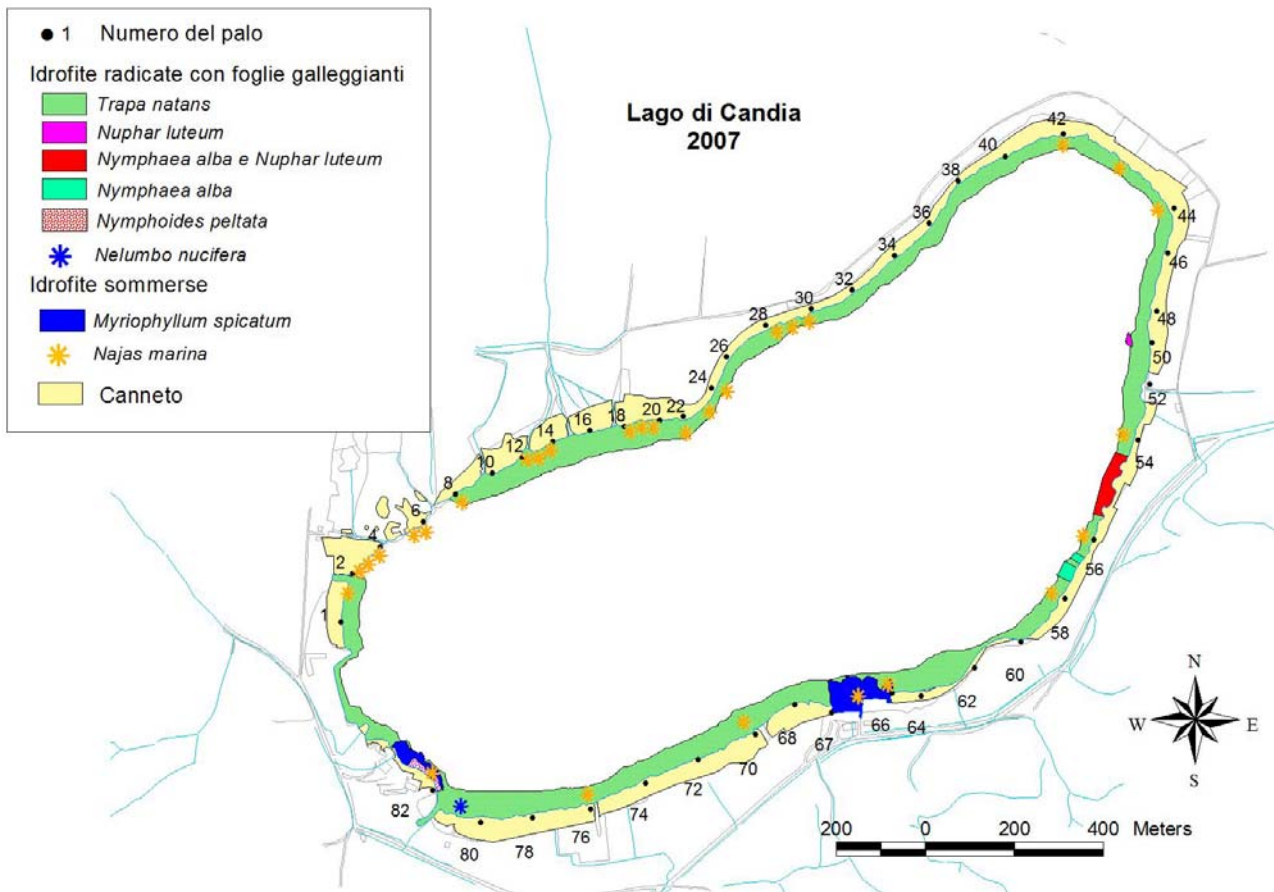 ● 1 Numero del palo
Idrofite radicate con foglie galleggianti
Trapa natans
Nuphar luteum
Nymphaea alba e Nuphar luteum
Nymphaea alba
Nymphoides peltata
Nelumbo nucifera
Idrofite sommerse
Myriophyllum spicatum
Najas marina
Canneto
Lago di Candia
2007
42
40
38
44
36
46
34
32
30
48
28
50
26
24
52
22
20
18
16
14
54
12
10
8
6
4
2
56
1
58
60
62
64
66
67
68
70
72
74
76
78
80
82
N
W E
S
200 0 200 400 Meters